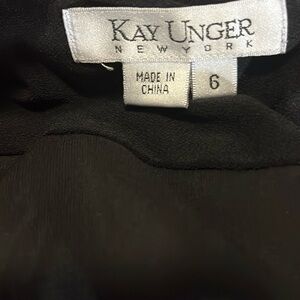 KAY UNGER
NEW YORK
MADE IN
CHINA
6